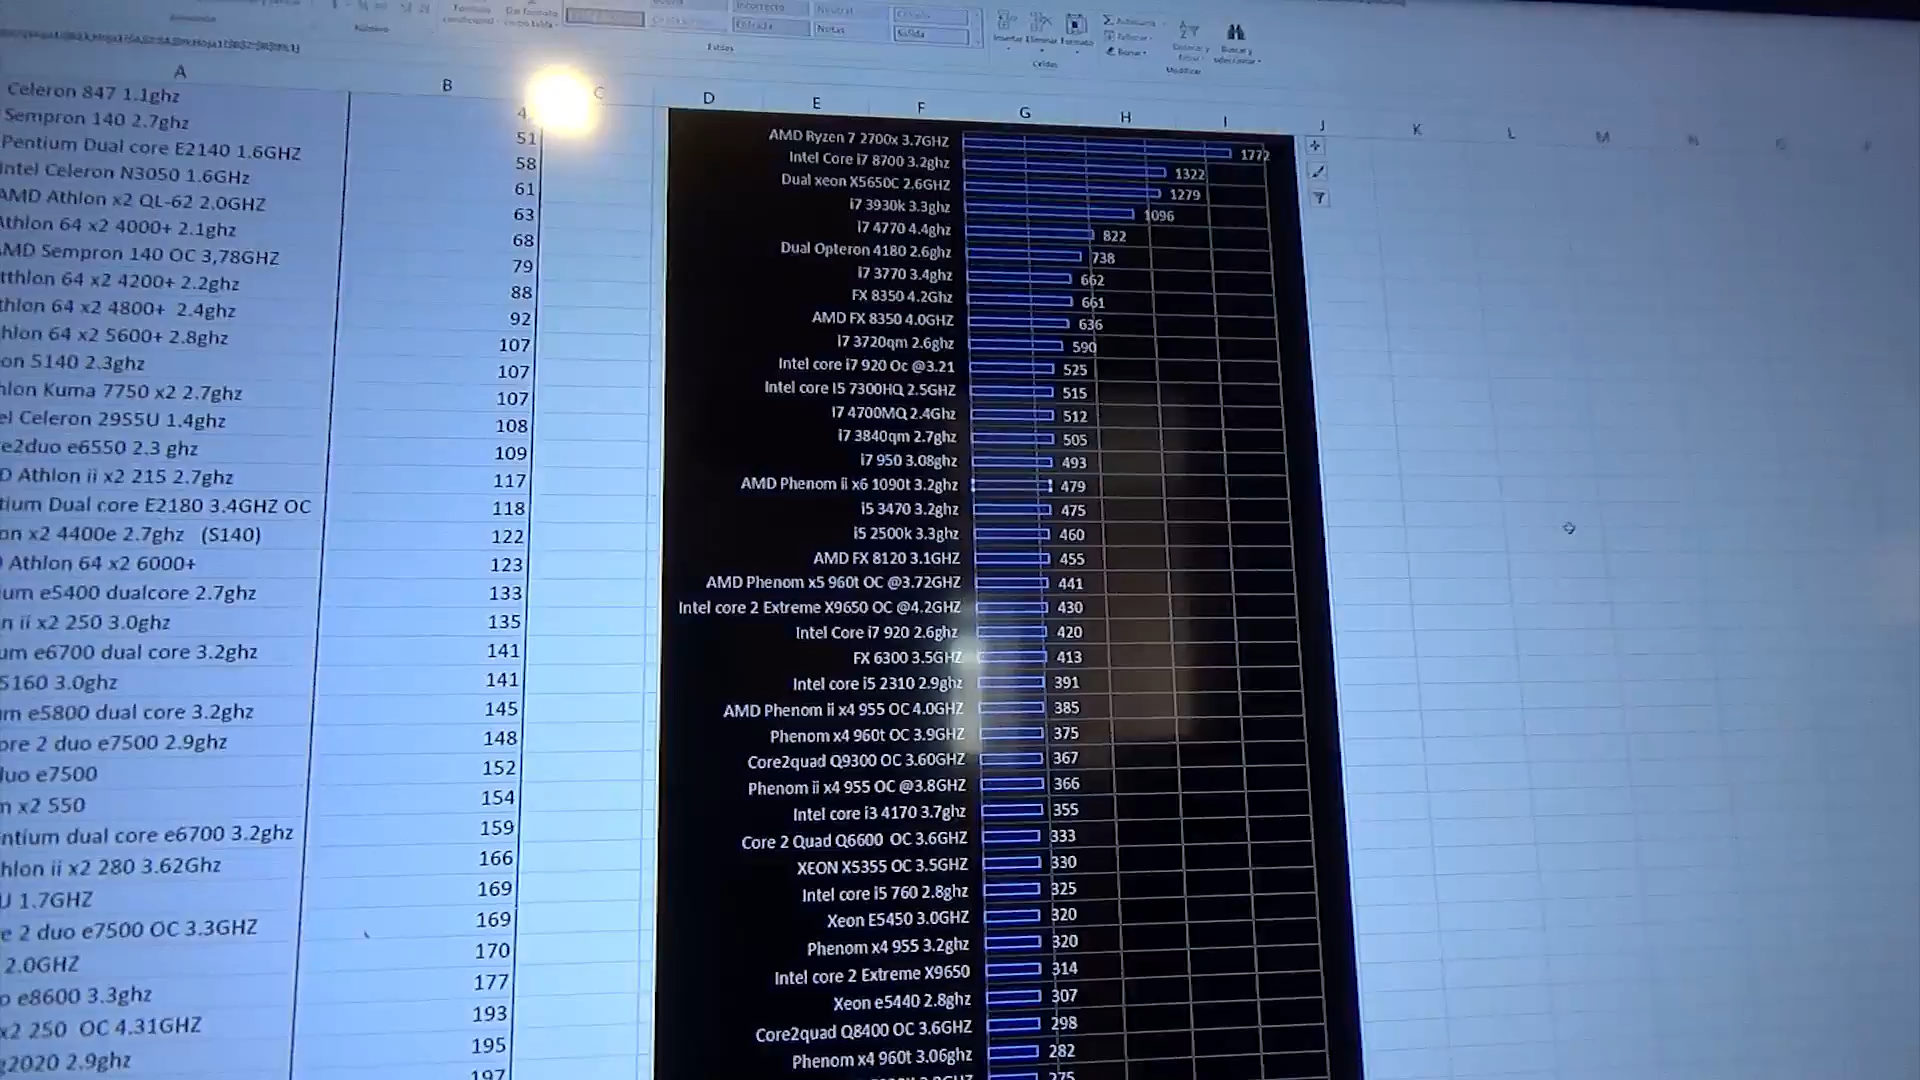 Incorrecto
Neutral
Entrada
Notas
Salida
Estilos
Número
Insertar Eliminar Formato
Celdas
Modificar
A
B
C
D
E
F
G
H
I
J
K
L
M
N
Celeron 847 1.1ghz
Sempron 140 2.7ghz 51
Pentium Dual core E2140 1.6GHZ 58
Intel Celeron N3050 1.6GHz 61
AMD Athlon x2 QL-62 2.0GHZ 63
Athlon 64 x2 4000+ 2.1ghz 68
AMD Sempron 140 OC 3,78GHZ 79
tthlon 64 x2 4200+ 2.2ghz 88
thlon 64 x2 4800+ 2.4ghz 92
hlon 64 x2 5600+ 2.8ghz 107
on 5140 2.3ghz 107
hlon Kuma 7750 x2 2.7ghz 107
el Celeron 2955U 1.4ghz 108
e2duo e6550 2.3 ghz 109
D Athlon ii x2 215 2.7ghz 117
tium Dual core E2180 3.4GHZ OC 118
on x2 4400e 2.7ghz (S140) 122
Athlon 64 x2 6000+ 123
um e5400 dualcore 2.7ghz 133
n ii x2 250 3.0ghz 135
um e6700 dual core 3.2ghz 141
5160 3.0ghz 141
m e5800 dual core 3.2ghz 145
ore 2 duo e7500 2.9ghz 148
duo e7500 152
n x2 550 154
ntium dual core e6700 3.2ghz 159
hlon ii x2 280 3.62Ghz 166
U 1.7GHZ 169
e 2 duo e7500 OC 3.3GHZ 169
2.0GHZ 170
o e8600 3.3ghz 177
x2 250 OC 4.31GHZ 193
g2020 2.9ghz 195
197
AMD Ryzen 7 2700x 3.7GHZ 1772
Intel Core i7 8700 3.2ghz 1322
Dual xeon X5650C 2.6GHZ 1279
i7 3930k 3.3ghz 1096
i7 4770 4.4ghz 822
Dual Opteron 4180 2.6ghz 738
i7 3770 3.4ghz 662
FX 8350 4.2Ghz 661
AMD FX 8350 4.0GHZ 636
i7 3720qm 2.6ghz 590
Intel core i7 920 Oc @3.21 525
Intel core I5 7300HQ 2.5GHZ 515
I7 4700MQ 2.4Ghz 512
i7 3840qm 2.7ghz 505
i7 950 3.08ghz 493
AMD Phenom ii x6 1090t 3.2ghz 479
i5 3470 3.2ghz 475
i5 2500k 3.3ghz 460
AMD FX 8120 3.1GHZ 455
AMD Phenom x5 960t OC @3.72GHZ 441
Intel core 2 Extreme X9650 OC @4.2GHZ 430
Intel Core i7 920 2.6ghz 420
FX 6300 3.5GHZ 413
Intel core i5 2310 2.9ghz 391
AMD Phenom ii x4 955 OC 4.0GHZ 385
Phenom x4 960t OC 3.9GHZ 375
Core2quad Q9300 OC 3.60GHZ 367
Phenom ii x4 955 OC @3.8GHZ 366
Intel core i3 4170 3.7ghz 355
Core 2 Quad Q6600 OC 3.6GHZ 333
XEON X5355 OC 3.5GHZ 330
Intel core i5 760 2.8ghz 325
Xeon E5450 3.0GHZ 320
Phenom x4 955 3.2ghz 320
Intel core 2 Extreme X9650 314
Xeon e5440 2.8ghz 307
Core2quad Q8400 OC 3.6GHZ 298
Phenom x4 960t 3.06ghz 282
275